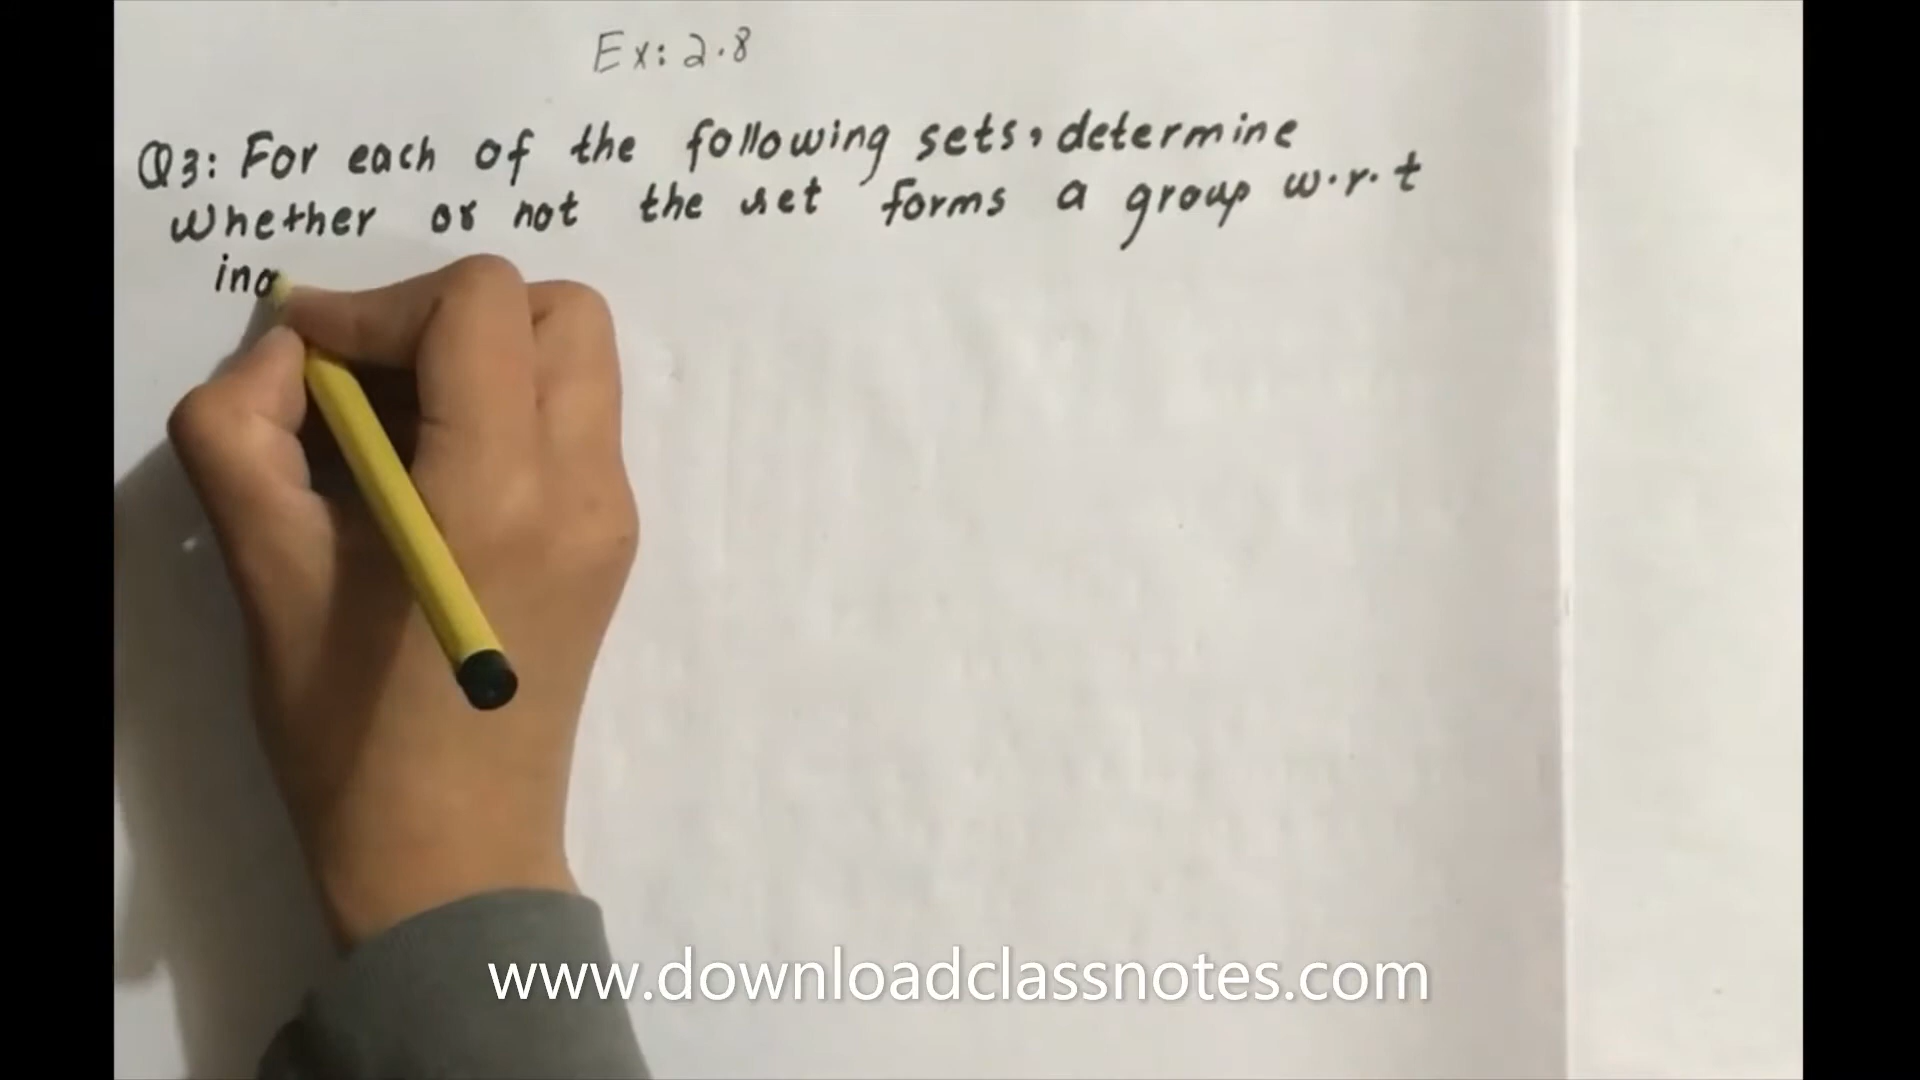 Ex: 2.8
Q3: For each of the following sets, determine
whether or not the set forms a group w.r.t
www.downloadclassnotes.com